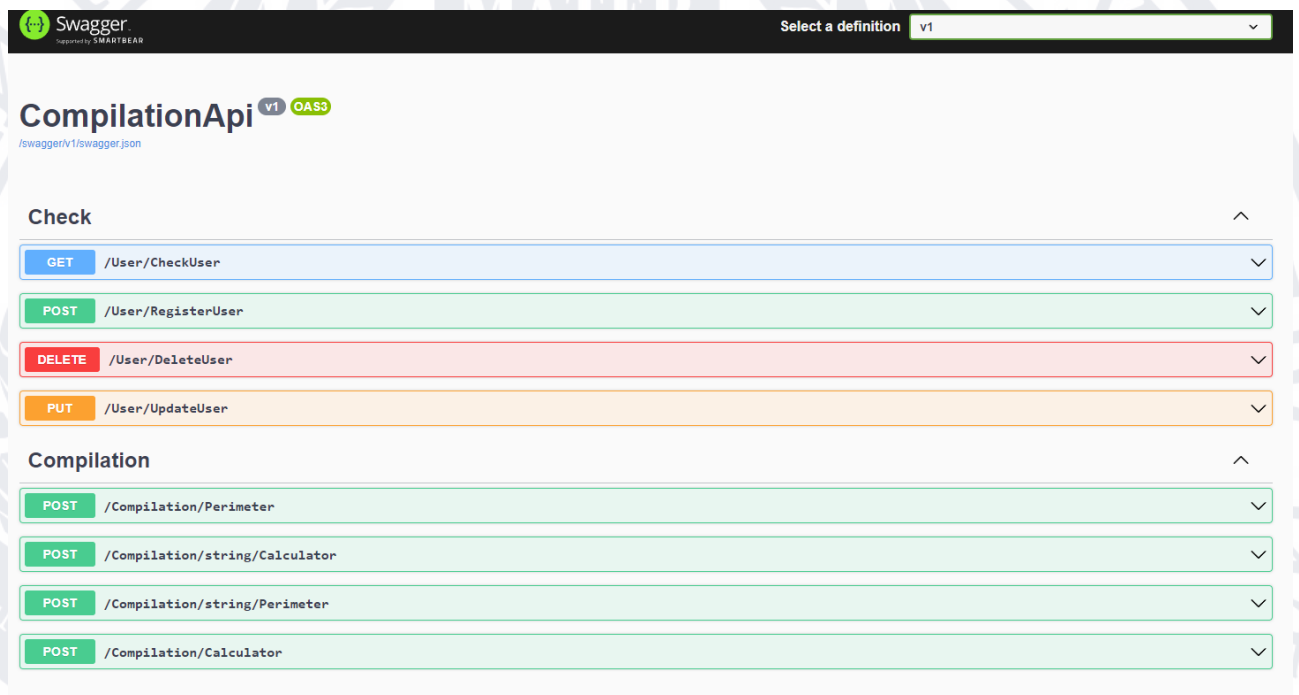 Swagger.
Supported by SMARTBEAR
Select a definition v1
CompilationApi v1 OAS3
/swagger/v1/swagger.json
Check
GET /User/CheckUser
POST /User/RegisterUser
DELETE /User/DeleteUser
PUT /User/UpdateUser
Compilation
POST /Compilation/Perimeter
POST /Compilation/string/Calculator
POST /Compilation/string/Perimeter
POST /Compilation/Calculator